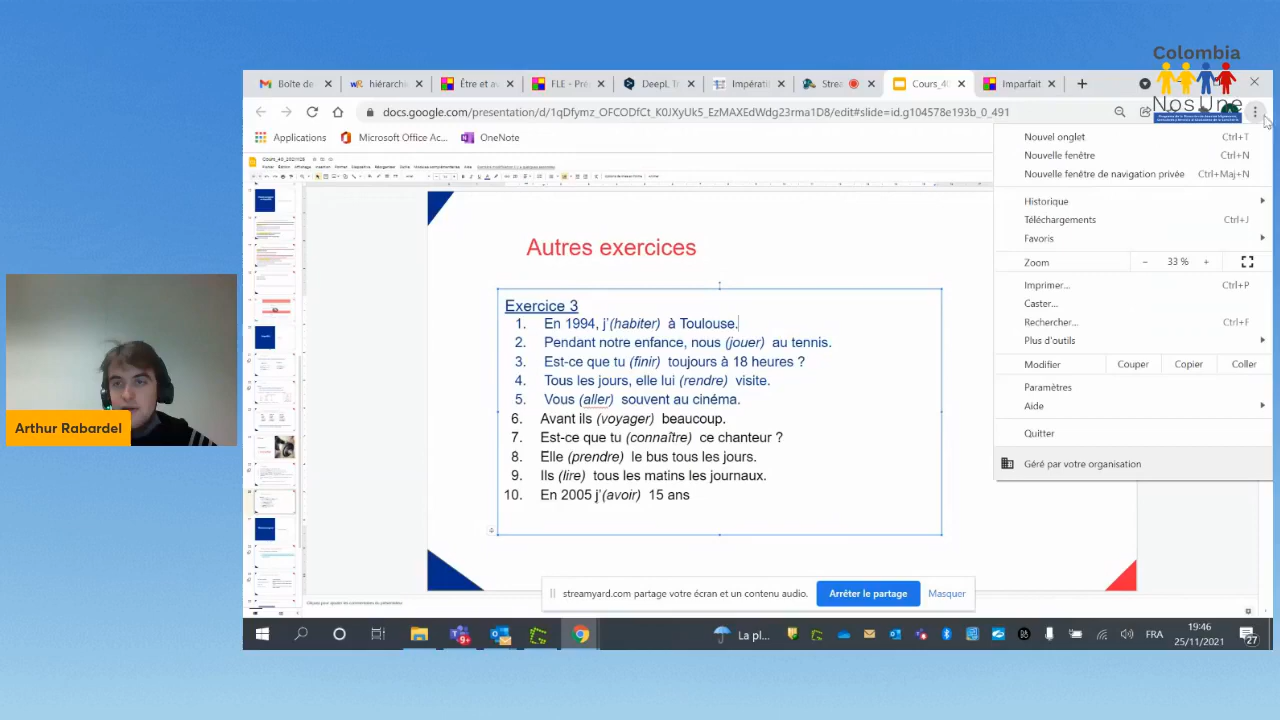 Colombia
NosUne
Boîte de
hiérarcha
Être et av
FLE - Pré
DeepL Tr
Impérati
Strea
Cours_4(
Imparfait
docs.google.com/presentation/d/1qDfymz_OFCODfCt_K0JXyUx5_EzMAXEdWdg23ama1D8/edit#slide=id.g104578e193b_0_491
Applications
Microsoft Office Ac...
OneNote
Nouvel onglet Ctrl+T
Nouvelle fenêtre Ctrl+N
Nouvelle fenêtre de navigation privée Ctrl+Maj+N
Historique
Téléchargements Ctrl+J
Favoris
Zoom - 33 % +
Imprimer... Ctrl+P
Caster...
Rechercher... Ctrl+F
Plus d'outils
Modifier Couper Copier Coller
Paramètres
Aide
Quitter
Géré par votre organisation
Autres exercices
Exercice 3
1. En 1994, j'(habiter) à Toulouse.
2. Pendant notre enfance, nous (jouer) au tennis.
3. Est-ce que tu (finir) toujours à 18 heures ?
4. Tous les jours, elle lui (rendre) visite.
5. Vous (aller) souvent au cinéma.
6. Avant ils (voyager) beaucoup.
7. Est-ce que tu (connaître) ce chanteur ?
8. Elle (prendre) le bus tous les jours.
(lire) tous les matins les journaux.
10. En 2005 j'(avoir) 15 ans
Arthur Rabardel
streamyard.com partage votre écran et votre audio.
Arrêter le partage
Masquer
La pl...
FRA
19:46
25/11/2021
27